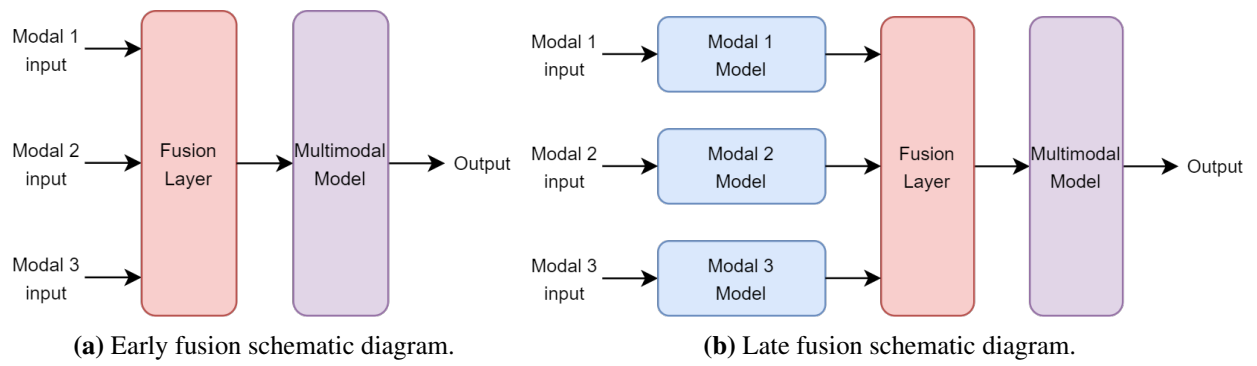 Modal 1
input
Modal 2
input
Modal 3
input
Fusion
Layer
Multimodal
Model
Output
(a) Early fusion schematic diagram.
Modal 1
input
Modal 2
input
Modal 3
input
Modal 1
Model
Modal 2
Model
Modal 3
Model
Fusion
Layer
Multimodal
Model
Output
(b) Late fusion schematic diagram.